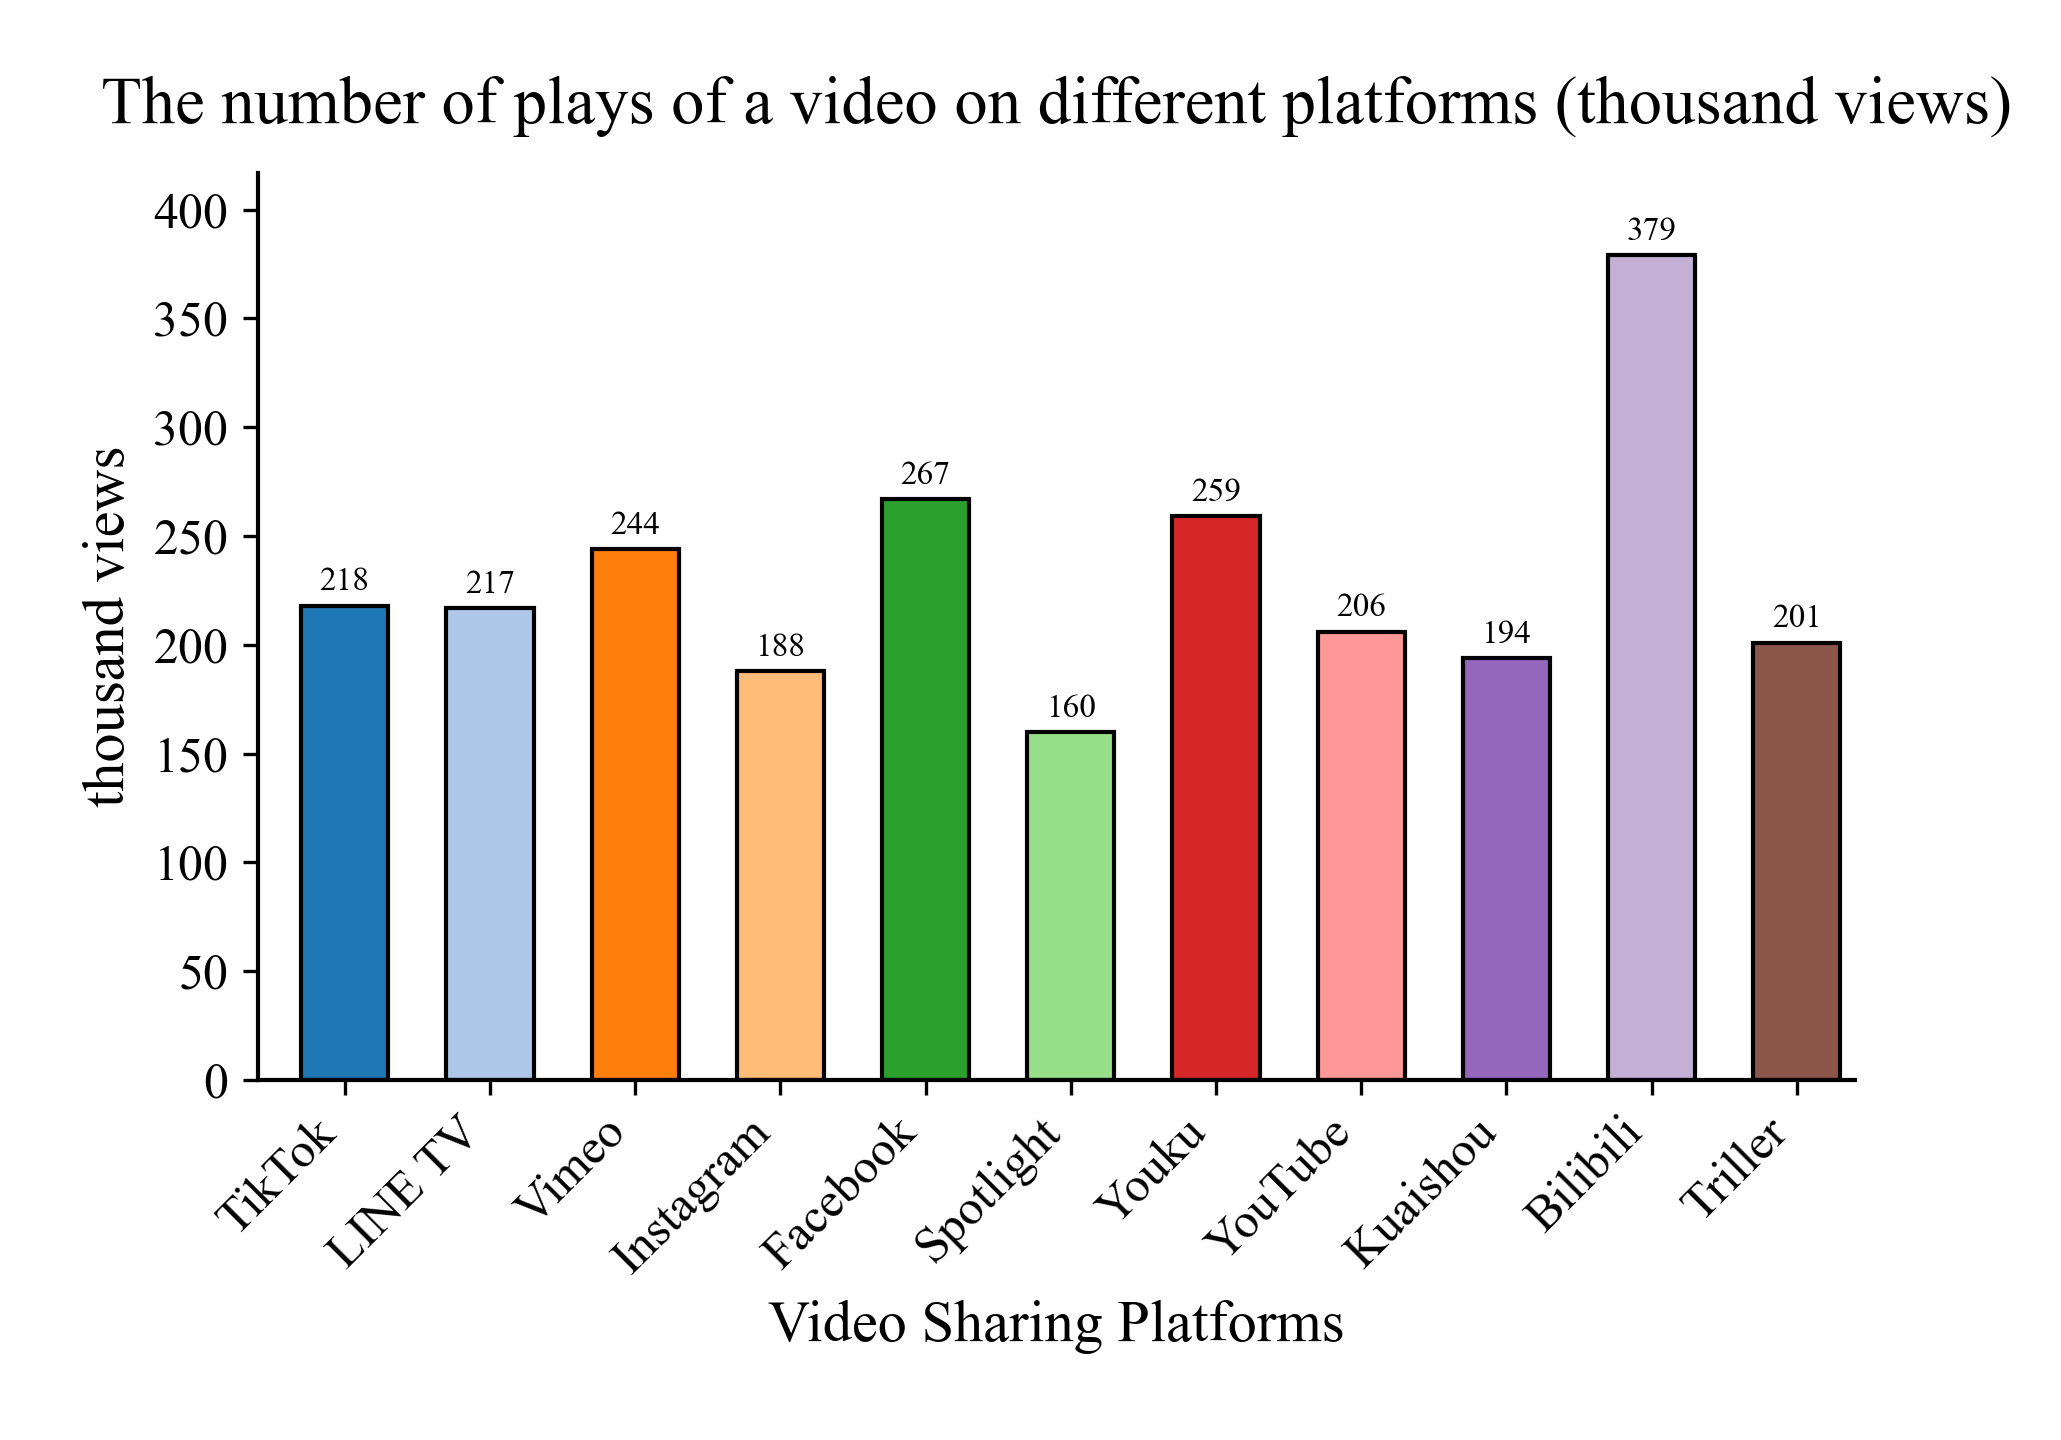 The number of plays of a video on different platforms (thousand views)
thousand views
400
350
300
250
200
150
100
50
0
218
217
244
188
267
160
259
206
194
379
201
TikTok
LINE TV
Vimeo
Instagram
Facebook
Spotlight
Youku
YouTube
Kuaishou
Bilibili
Triller
Video Sharing Platforms